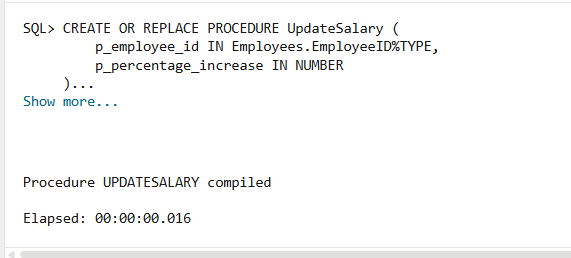 SQL> CREATE OR REPLACE PROCEDURE UpdateSalary (
         p_employee_id IN Employees.EmployeeID%TYPE,
         p_percentage_increase IN NUMBER
     )...
Show more...
Procedure UPDATESALARY compiled
Elapsed: 00:00:00.016